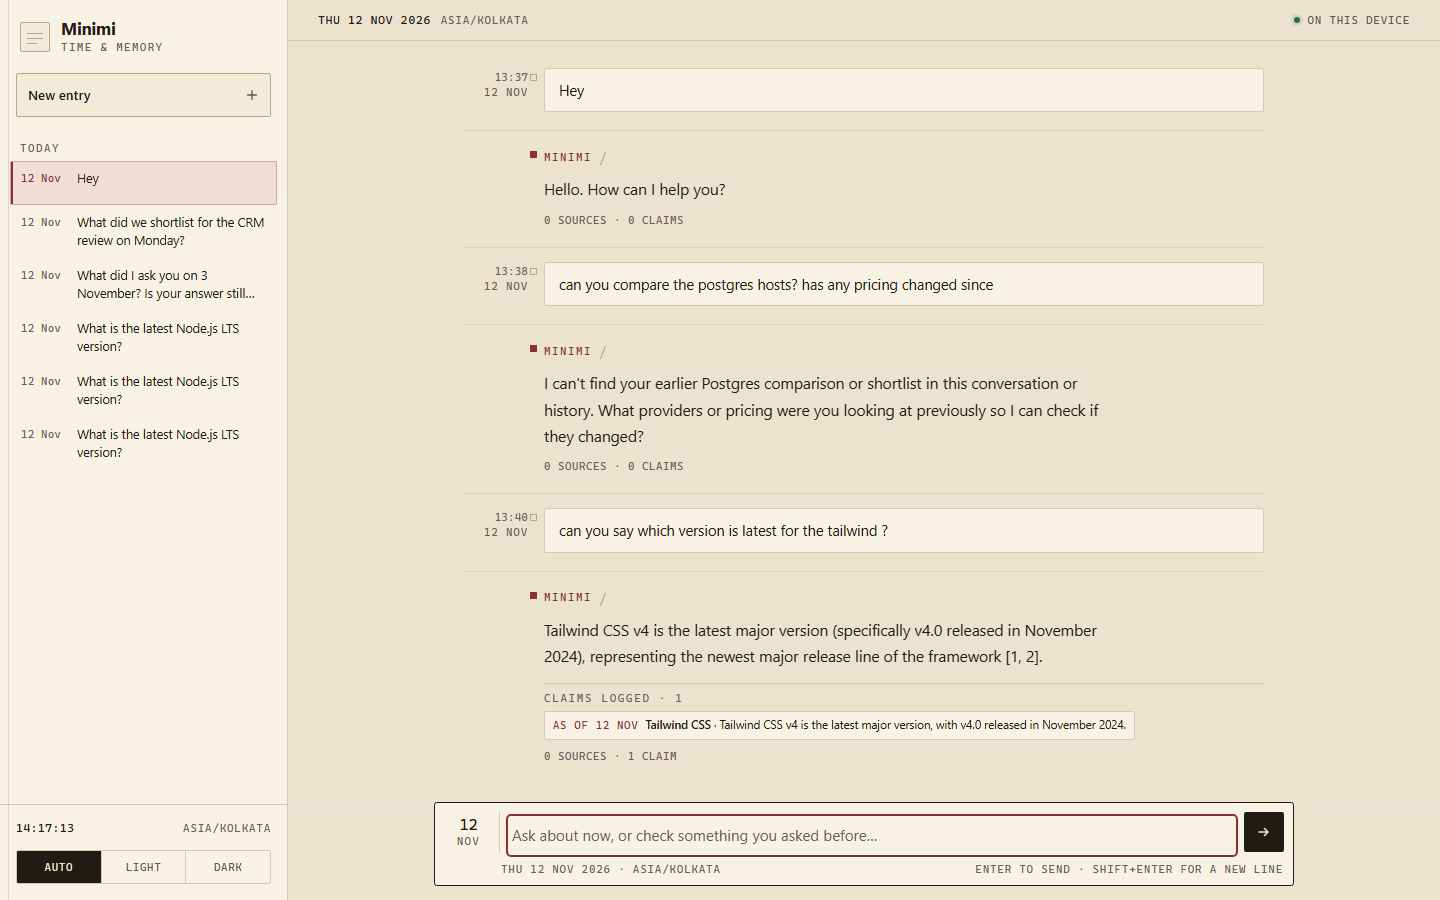 Minimi
TIME & MEMORY
New entry +
TODAY
12 Nov Hey
12 Nov What did we shortlist for the CRM
review on Monday?
12 Nov What did I ask you on 3
November? Is your answer still...
12 Nov What is the latest Node.js LTS
version?
12 Nov What is the latest Node.js LTS
version?
12 Nov What is the latest Node.js LTS
version?
14:17:13 ASIA/KOLKATA
AUTO LIGHT DARK
THU 12 NOV 2026 ASIA/KOLKATA
ON THIS DEVICE
13:37
12 NOV
Hey
MINIMI /
Hello. How can I help you?
0 SOURCES · 0 CLAIMS
13:38
12 NOV
can you compare the postgres hosts? has any pricing changed since
MINIMI /
I can't find your earlier Postgres comparison or shortlist in this conversation or
history. What providers or pricing were you looking at previously so I can check if
they changed?
0 SOURCES · 0 CLAIMS
13:40
12 NOV
can you say which version is latest for the tailwind ?
MINIMI /
Tailwind CSS v4 is the latest major version (specifically v4.0 released in November
2024), representing the newest major release line of the framework [1, 2].
CLAIMS LOGGED · 1
AS OF 12 NOV Tailwind CSS · Tailwind CSS v4 is the latest major version, with v4.0 released in November 2024.
0 SOURCES · 1 CLAIM
12
NOV
Ask about now, or check something you asked before...
THU 12 NOV 2026 · ASIA/KOLKATA
ENTER TO SEND · SHIFT+ENTER FOR A NEW LINE